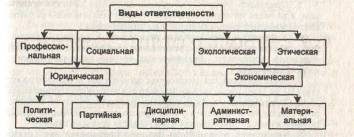 Виды ответственности
Профессио-
нальная
Социальная
Экологическая
Этическая
Юридическая
Экономическая
Полити-
ческая
Партийная
Дисципли-
нарная
Админист-
ративная
Матери-
альная